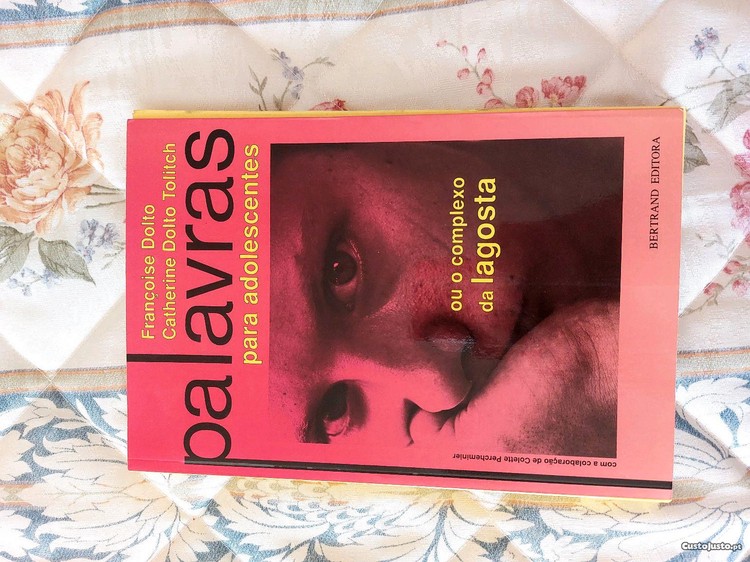 Françoise Dolto
Catherine Dolto Tolitch
palavras
para adolescentes
ou o complexo
da lagosta
com a colaboração de Colette Percheminier
BERTRAND EDITORA
CustoJusto.pt